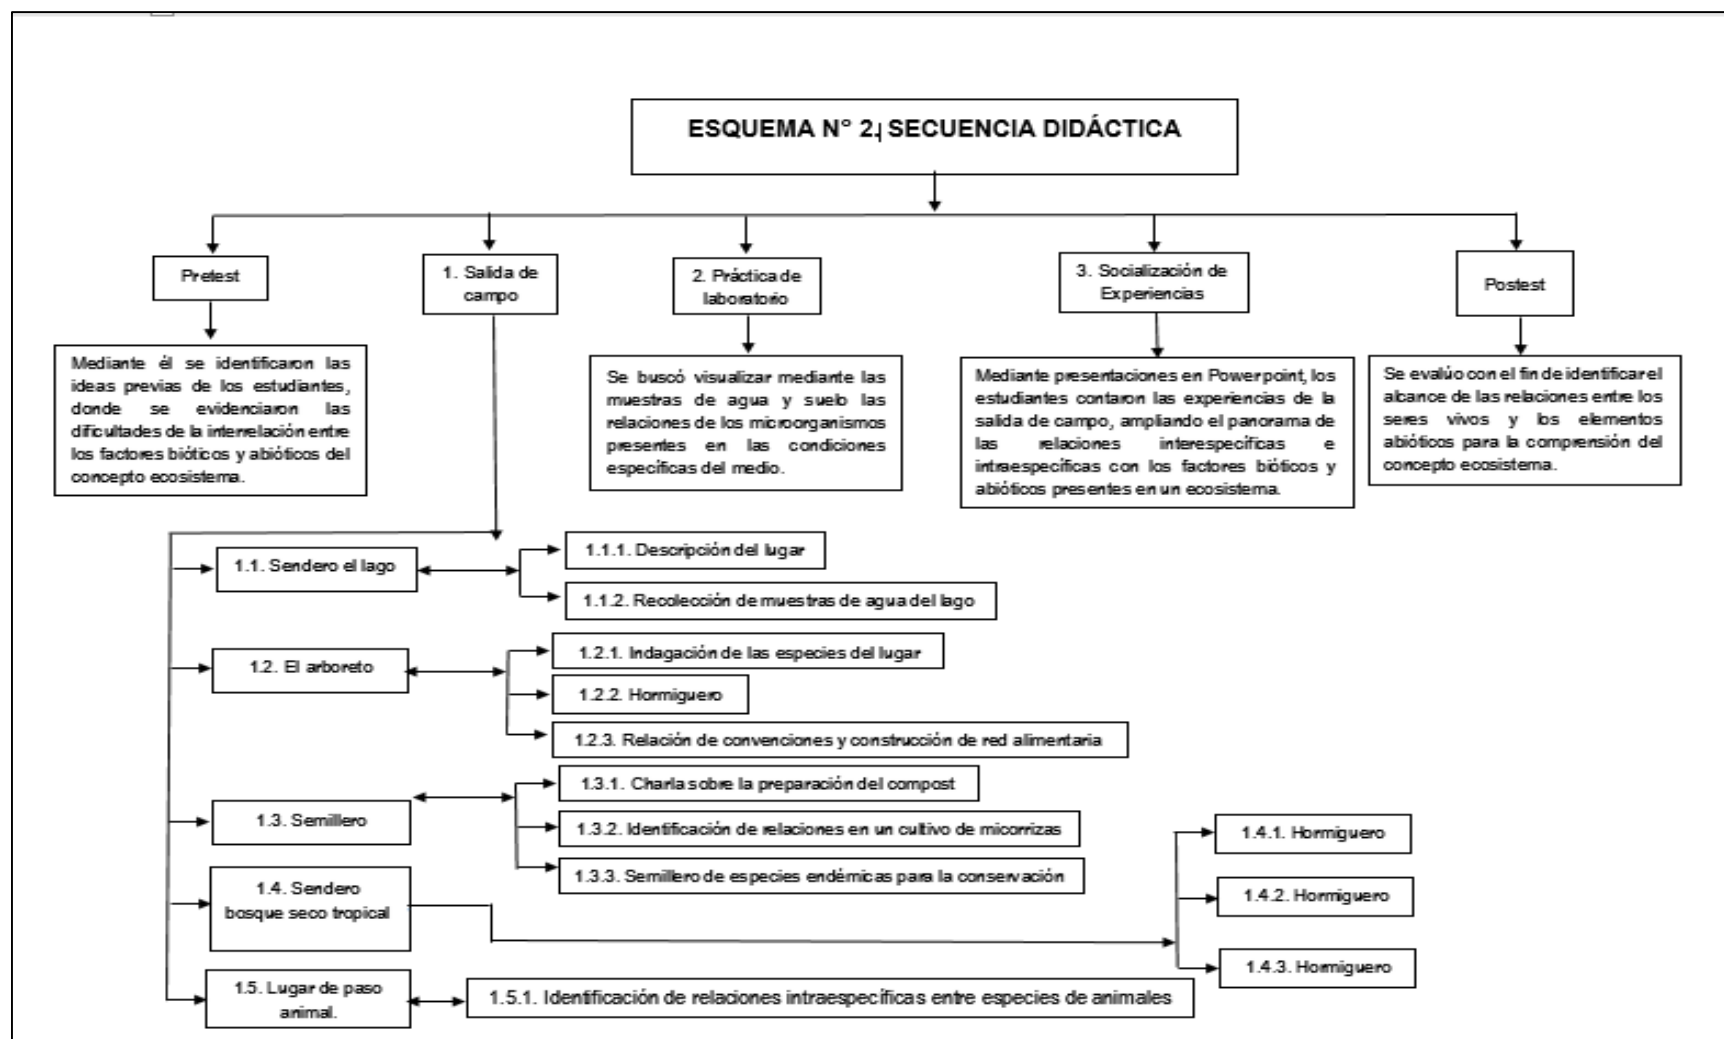 ESQUEMA N° 2. SECUENCIA DIDÁCTICA
Pretest
1. Salida de
campo
2. Práctica de
laboratorio
3. Socialización de
Experiencias
Postest
Mediante él se identificaron las
ideas previas de los estudiantes,
donde se evidenciaron las
dificultades de la interrelación entre
los factores bióticos y abióticos del
concepto ecosistema.
Se buscó visualizar mediante las
muestras de agua y suelo las
relaciones de los microorganismos
presentes en las condiciones
específicas del medio.
Mediante presentaciones en Powerpoint, los
estudiantes contaron las experiencias de la
salida de campo, ampliando el panorama de
las relaciones interespecíficas e
intraespecíficas con los factores bióticos y
abióticos presentes en un ecosistema.
Se evalúo con el fin de identificar el
alcance de las relaciones entre los
seres vivos y los elementos
abióticos para la comprensión del
concepto ecosistema.
1.1. Sendero el lago
1.1.1. Descripción del lugar
1.1.2. Recolección de muestras de agua del lago
1.2. El arboreto
1.2.1. Indagación de las especies del lugar
1.2.2. Hormiguero
1.2.3. Relación de convenciones y construcción de red alimentaria
1.3. Semillero
1.3.1. Charla sobre la preparación del compost
1.3.2. Identificación de relaciones en un cultivo de micorrizas
1.3.3. Semillero de especies endémicas para la conservación
1.4. Sendero
bosque seco tropical
1.4.1. Hormiguero
1.4.2. Hormiguero
1.4.3. Hormiguero
1.5. Lugar de paso
animal.
1.5.1. Identificación de relaciones intraespecíficas entre especies de animales